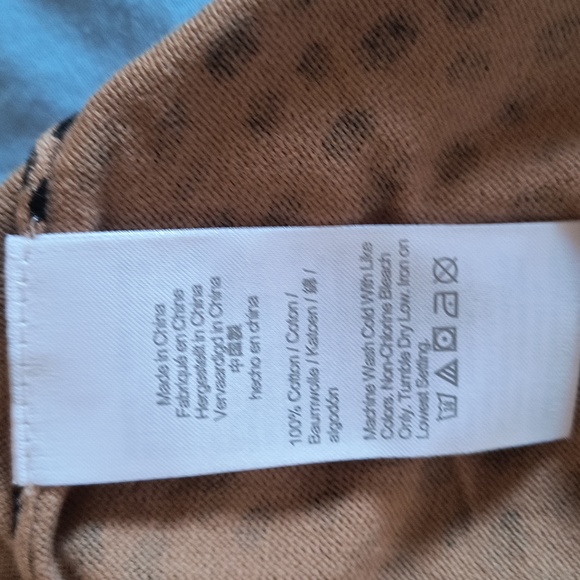 Made in China
Fabriqué en Chine
Hergestellt in China
Vervaardigd in China
中国製
hecho en china
100% Cotton / Coton /
Baumwolle / Katoen / 綿 /
algodón
Machine Wash Cold With Like
Colors. Non-Chlorine Bleach
Only, Tumble Dry Low. Iron on
Lowest Setting.